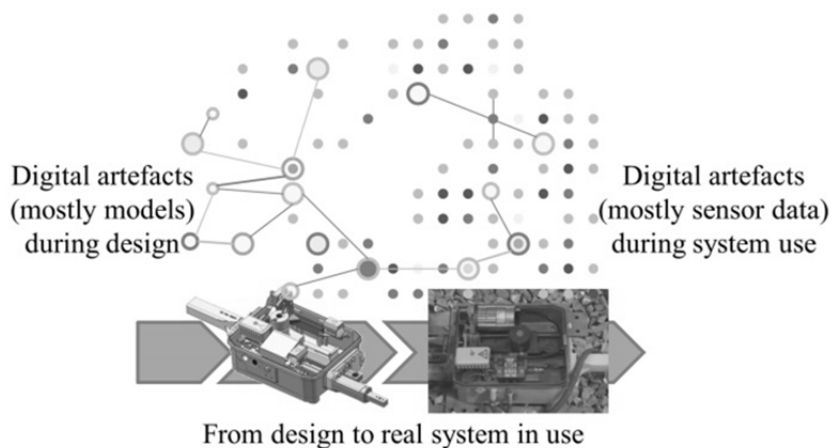 Digital artefacts
(mostly models)
during design
Digital artefacts
(mostly sensor data)
during system use
From design to real system in use